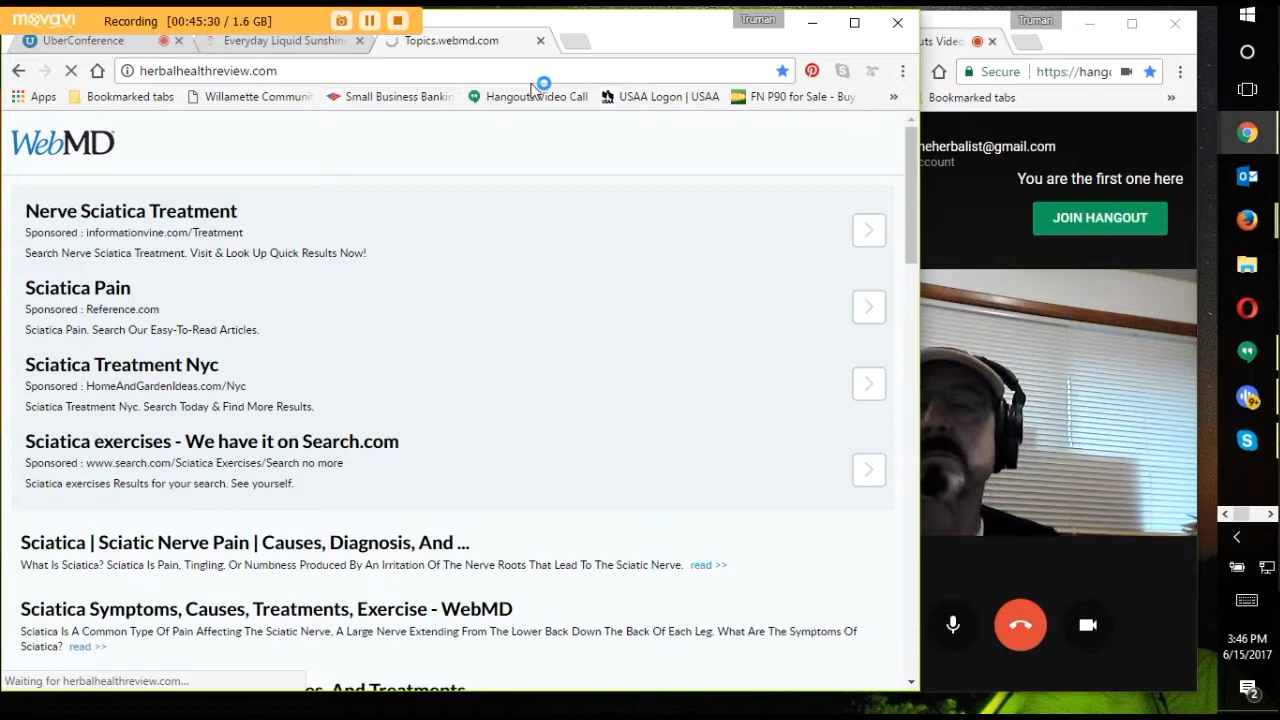 movavi
Recording [00:45:30 / 1.6 GB]
Truman
Truman
UberConference
Everyday Liquid Sunshin
Topics.webmd.com
uts Video
herbalhealthreview.com
Secure
https://hango
Apps
Bookmarked tabs
Willamette Communi
Small Business Bankin
Hangouts Video Call
USAA Logon | USAA
FN P90 for Sale - Buy
»
Bookmarked tabs
»
WebMD
Nerve Sciatica Treatment
Sponsored : informationvine.com/Treatment
Search Nerve Sciatica Treatment. Visit & Look Up Quick Results Now!
Sciatica Pain
Sponsored : Reference.com
Sciatica Pain. Search Our Easy-To-Read Articles.
Sciatica Treatment Nyc
Sponsored : HomeAndGardenIdeas.com/Nyc
Sciatica Treatment Nyc. Search Today & Find More Results.
Sciatica exercises - We have it on Search.com
Sponsored : www.search.com/Sciatica Exercises/Search no more
Sciatica exercises Results for your search. See yourself.
Sciatica | Sciatic Nerve Pain | Causes, Diagnosis, And ...
What Is Sciatica? Sciatica Is Pain, Tingling, Or Numbness Produced By An Irritation Of The Nerve Roots That Lead To The Sciatic Nerve. read >>
Sciatica Symptoms, Causes, Treatments, Exercise - WebMD
Sciatica Is A Common Type Of Pain Affecting The Sciatic Nerve, A Large Nerve Extending From The Lower Back Down The Back Of Each Leg. What Are The Symptoms Of
Sciatica? read >>
And Treatments
Waiting for herbalhealthreview.com...
heherbalist@gmail.com
ccount
You are the first one here
JOIN HANGOUT
9+
3:46 PM
6/15/2017
2